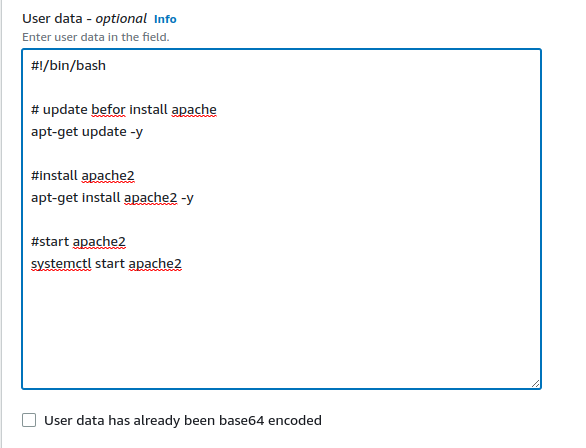 User data - optional Info
Enter user data in the field.
#!/bin/bash
# update befor install apache
apt-get update -y
#install apache2
apt-get install apache2 -y
#start apache2
systemctl start apache2
User data has already been base64 encoded